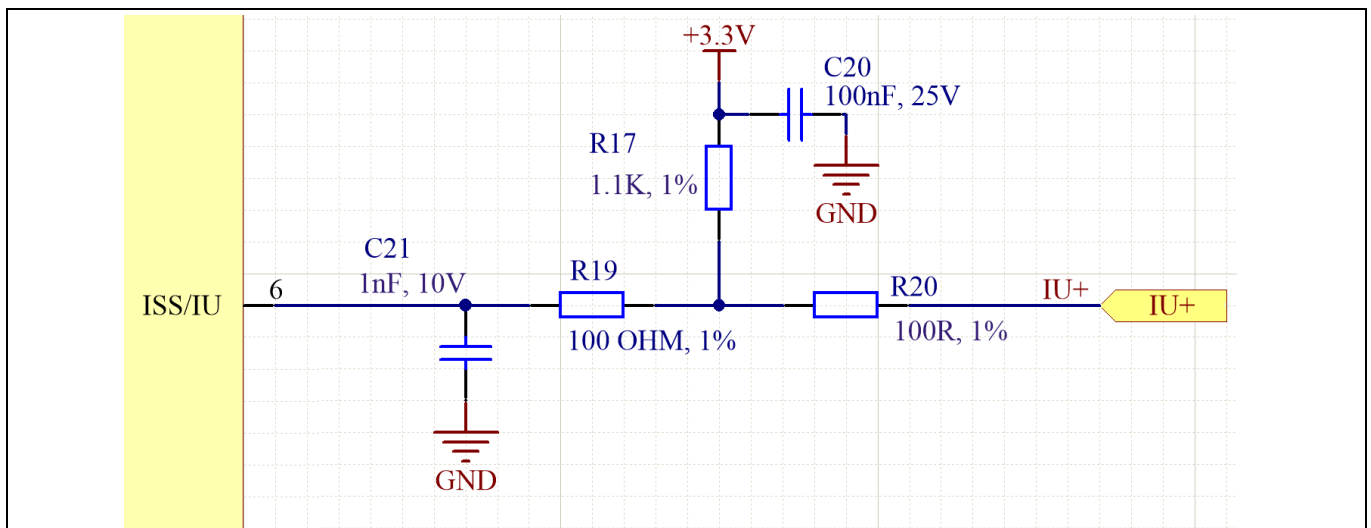 +3.3V
C20
100nF, 25V
R17
1.1K, 1%
GND
C21
1nF, 10V
R19
100 OHM, 1%
R20
100R, 1%
IU+
IU+
6
ISS/IU
GND